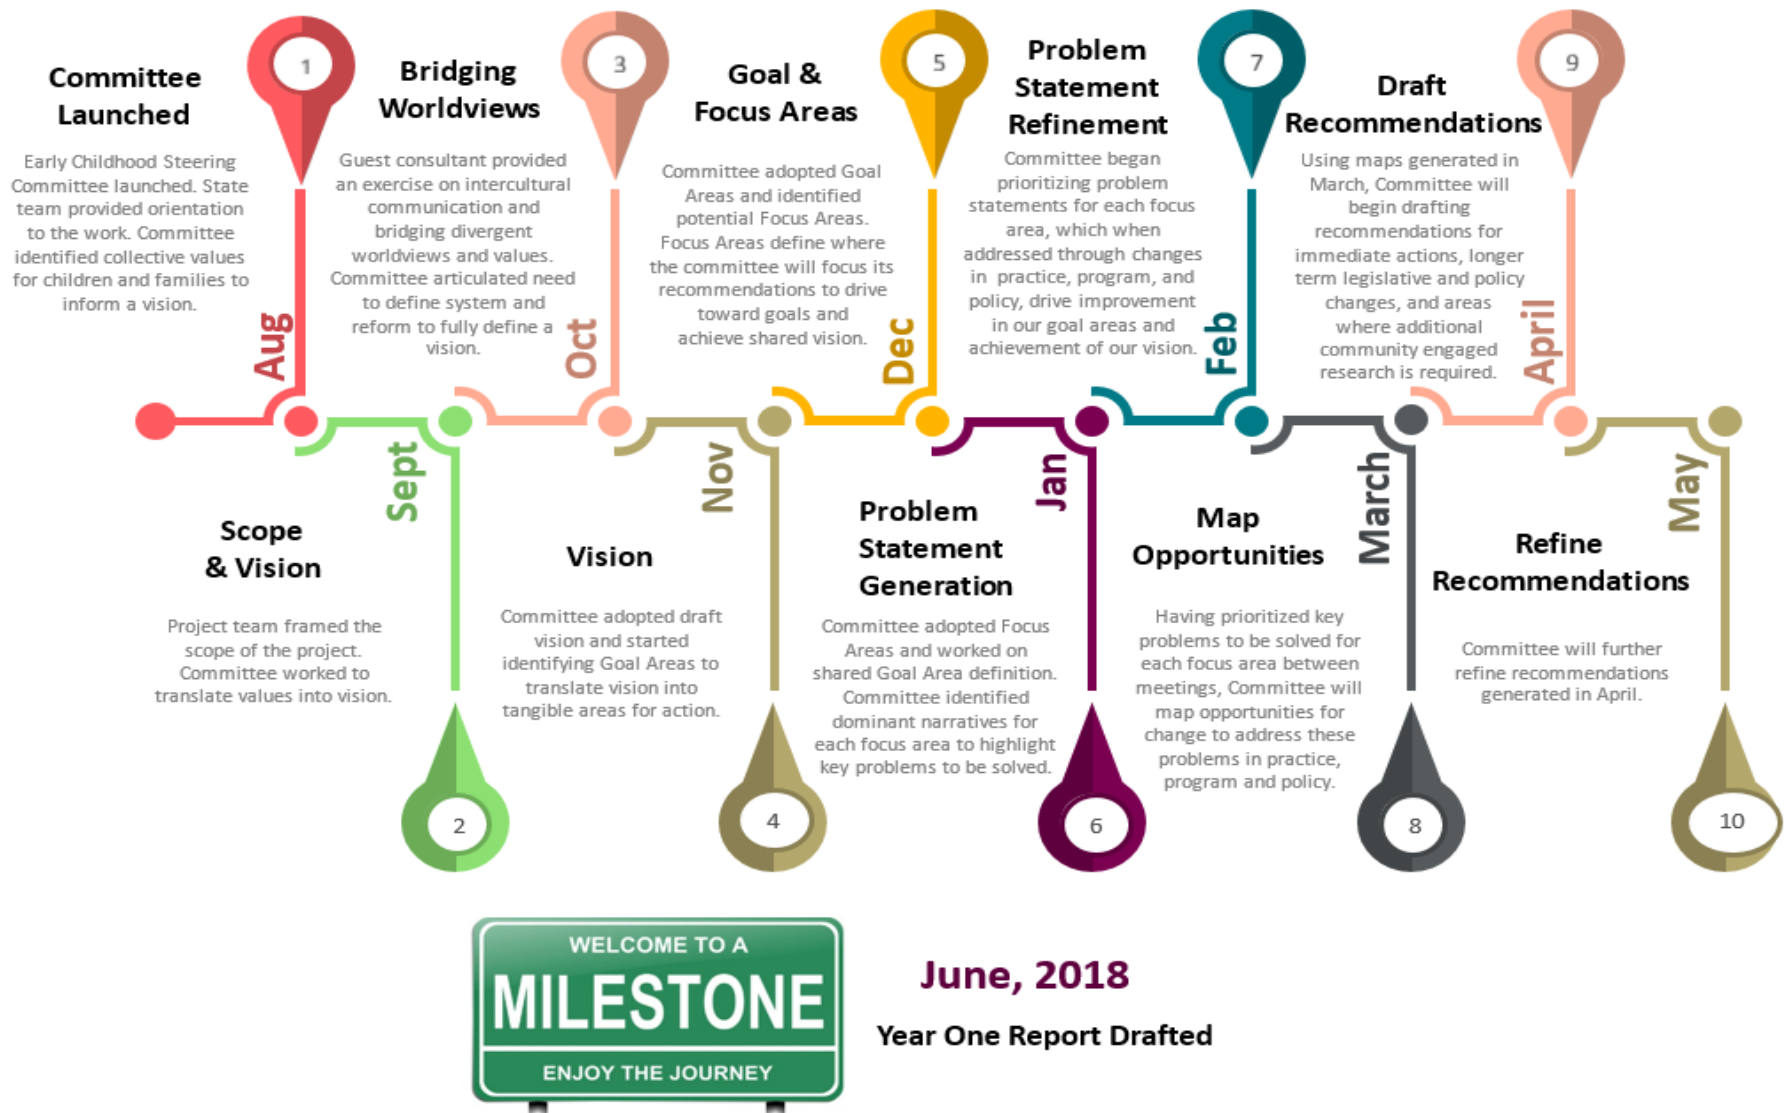 Committee
Launched
Early Childhood Steering
Committee launched. State
team provided orientation
to the work. Committee
identified collective values
for children and families to
inform a vision.
1
Aug
Scope
& Vision
Project team framed the
scope of the project.
Committee worked to
translate values into vision.
Sept
2
Bridging
Worldviews
Guest consultant provided
an exercise on intercultural
communication and
bridging divergent
worldviews and values.
Committee articulated need
to define system and
reform to fully define a
vision.
3
Oct
Vision
Committee adopted draft
vision and started
identifying Goal Areas to
translate vision into
tangible areas for action.
Nov
4
Goal &
Focus Areas
Committee adopted Goal
Areas and identified
potential Focus Areas.
Focus Areas define where
the committee will focus its
recommendations to drive
toward goals and
achieve shared vision.
5
Dec
Problem
Statement
Generation
Committee adopted Focus
Areas and worked on
shared Goal Area definition.
Committee identified
dominant narratives for
each focus area to highlight
key problems to be solved.
Jan
6
Problem
Statement
Refinement
Committee began
prioritizing problem
statements for each focus
area, which when
addressed through changes
in practice, program, and
policy, drive improvement
in our goal areas and
achievement of our vision.
7
Feb
Map
Opportunities
Having prioritized key
problems to be solved for
each focus area between
meetings, Committee will
map opportunities for
change to address these
problems in practice,
program and policy.
March
8
Draft
Recommendations
Using maps generated in
March, Committee will
begin drafting
recommendations for
immediate actions, longer
term legislative and policy
changes, and areas
where additional
community engaged
research is required.
9
April
Refine
Recommendations
Committee will further
refine recommendations
generated in April.
May
10
WELCOME TO A
MILESTONE
ENJOY THE JOURNEY
June, 2018
Year One Report Drafted